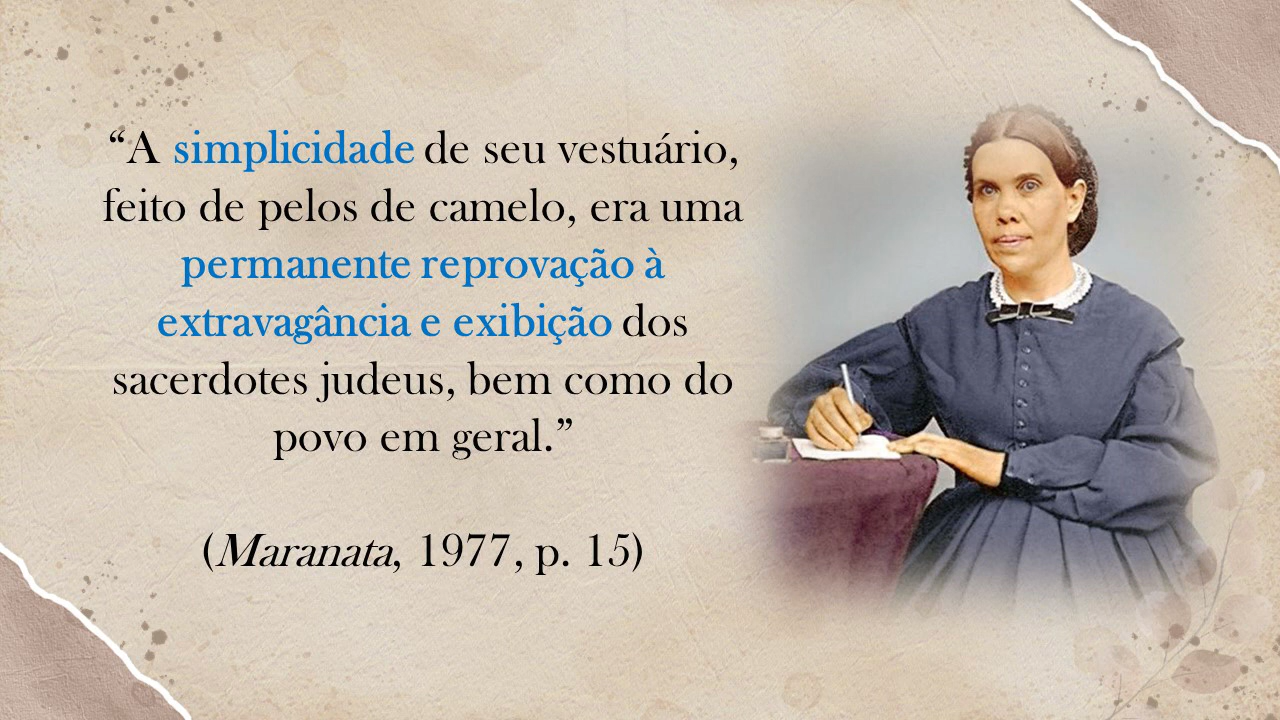 “A simplicidade de seu vestuário,
feito de pelos de camelo, era uma
permanente reprovação à
extravagância e exibição dos
sacerdotes judeus, bem como do
povo em geral.”
(Maranata, 1977, p. 15)